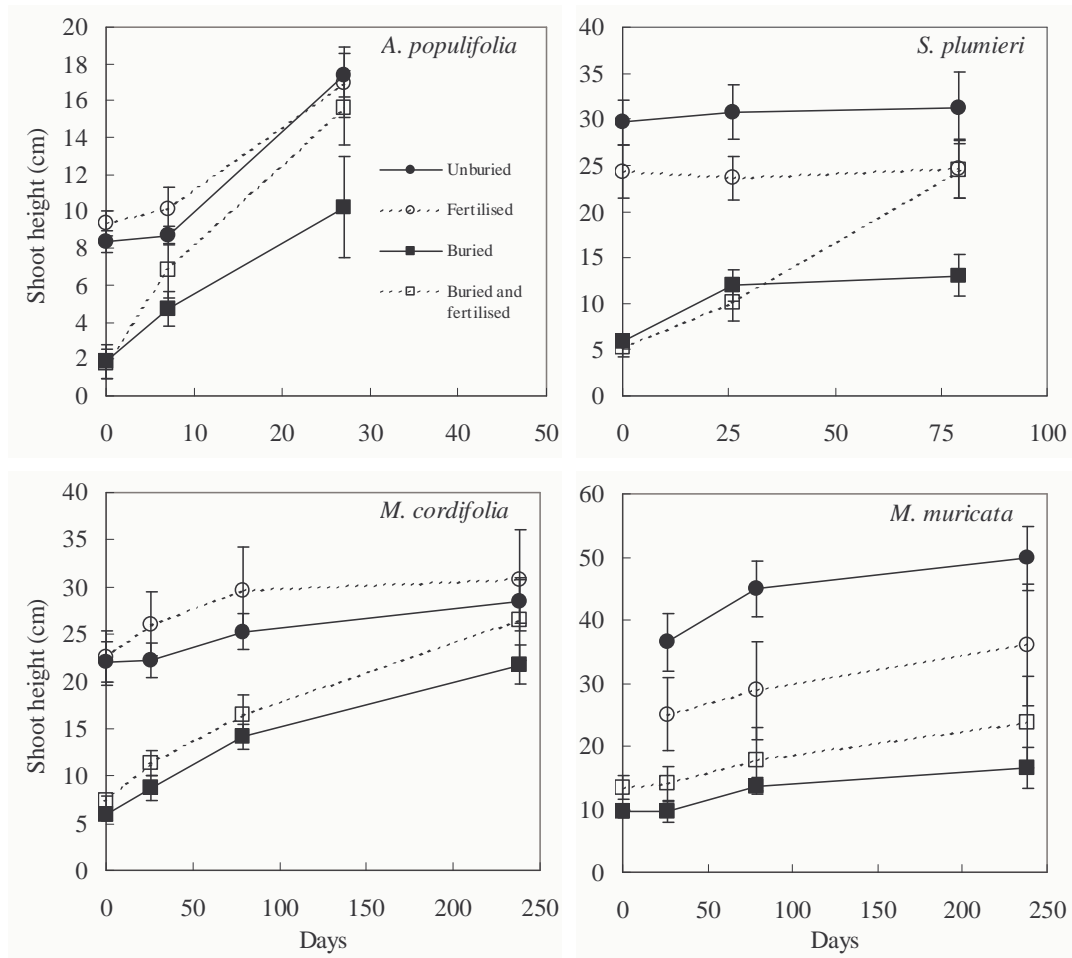 A. populifolia
20
18
16
14
12
10
8
6
4
2
0
Shoot height (cm)
Unburied
Fertilised
Buried
Buried and
fertilised
0 10 20 30 40 50
S. plumieri
40
35
30
25
20
15
10
5
0
0 25 50 75 100
M. cordifolia
40
35
30
25
20
15
10
5
0
Shoot height (cm)
0 50 100 150 200 250
Days
M. muricata
60
50
40
30
20
10
0
0 50 100 150 200 250
Days